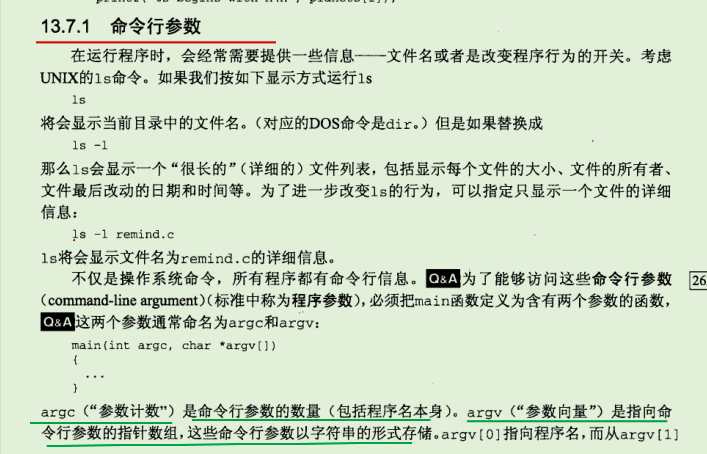 13.7.1 命令行参数
在运行程序时，会经常需要提供一些信息——文件名或者是改变程序行为的开关。考虑
UNIX的ls命令。如果我们按如下显示方式运行ls
ls
将会显示当前目录中的文件名。（对应的DOS命令是dir。）但是如果替换成
ls -l
那么ls会显示一个“很长的”（详细的）文件列表，包括显示每个文件的大小、文件的所有者、
文件最后改动的日期和时间等。为了进一步改变ls的行为，可以指定只显示一个文件的详细
信息：
ls -l remind.c
ls将会显示文件名为remind.c的详细信息。
不仅是操作系统命令，所有程序都有命令行信息。Q&A为了能够访问这些命令行参数
（command-line argument）（标准中称为程序参数），必须把main函数定义为含有两个参数的函数，
Q&A这两个参数通常命名为argc和argv：
main(int argc, char *argv[])
{
...
}
argc（“参数计数”）是命令行参数的数量（包括程序名本身）。argv（“参数向量”）是指向命
令行参数的指针数组，这些命令行参数以字符串的形式存储。argv[0]指向程序名，而从argv[1]